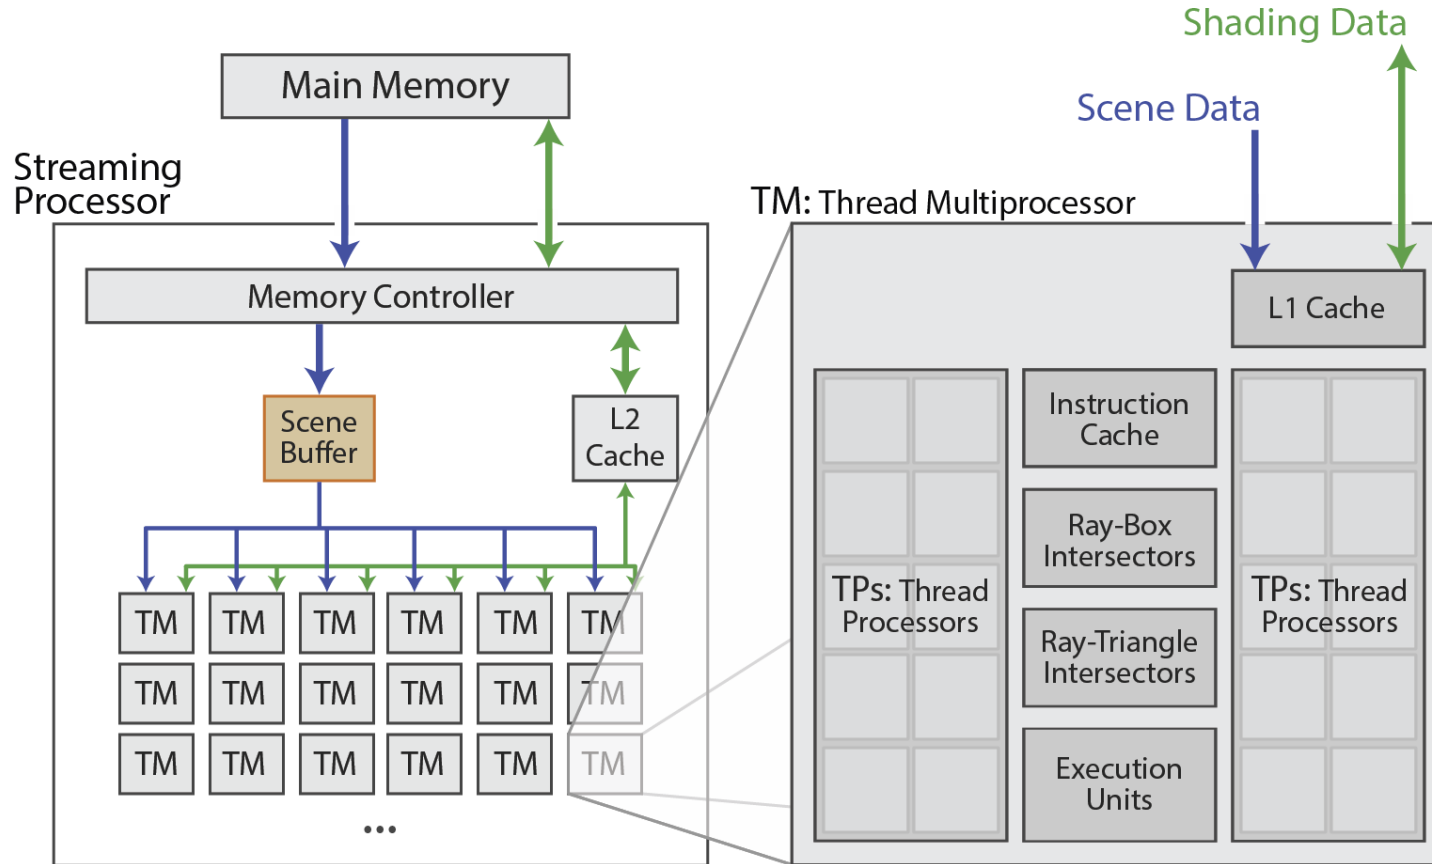 Shading Data
Main Memory
Scene Data
Streaming
Processor
TM: Thread Multiprocessor
Memory Controller
L1 Cache
Scene
Buffer
L2
Cache
Instruction
Cache
Ray-Box
Intersectors
TPs: Thread
Processors
TPs: Thread
Processors
Ray-Triangle
Intersectors
Execution
Units
TM TM TM TM TM TM
TM TM TM TM TM TM
TM TM TM TM TM TM
...